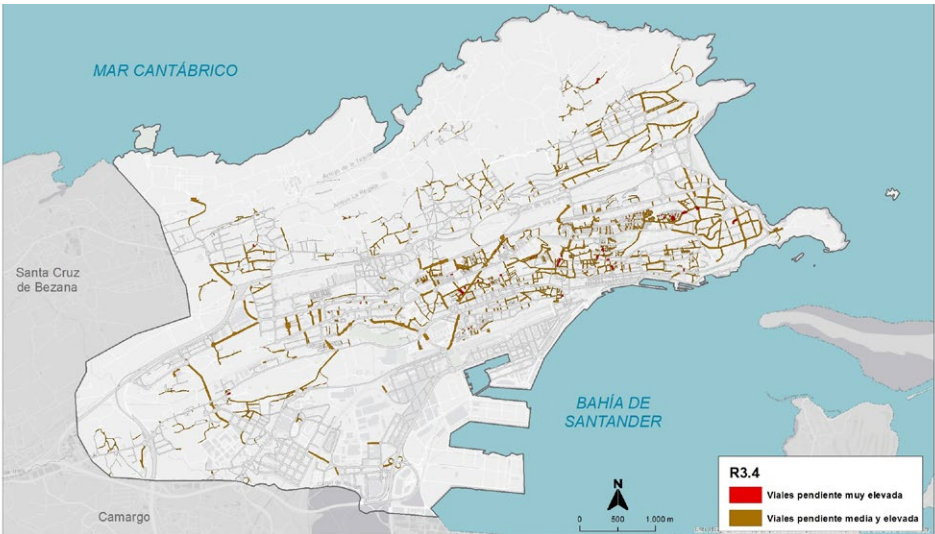 MAR CANTÁBRICO
Santa Cruz
de Bezana
BAHÍA DE
SANTANDER
Camargo
N
0 500 1.000 m
R3.4
Viales pendiente muy elevada
Viales pendiente media y elevada